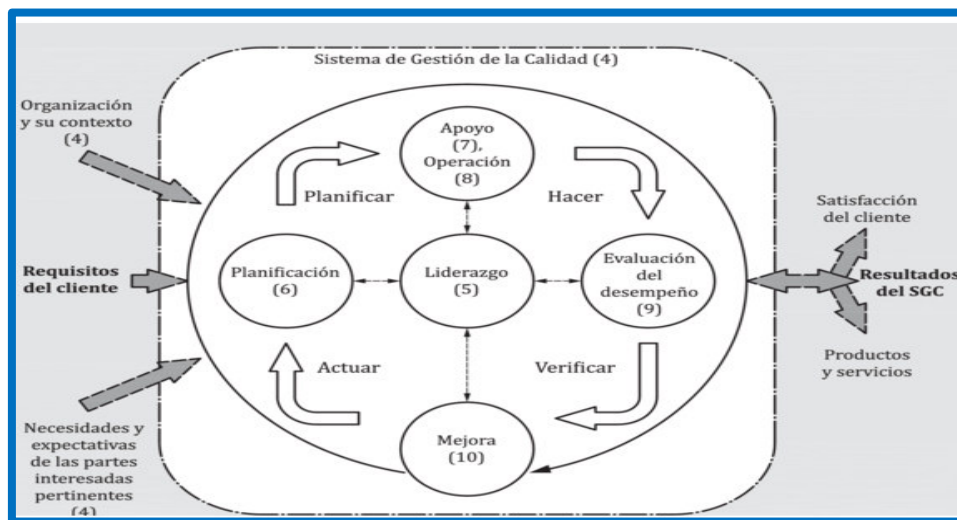 Sistema de Gestión de la Calidad (4)
Organización
y su contexto
(4)
Apoyo
(7),
Operación
(8)
Planificar
Hacer
Satisfacción
del cliente
Requisitos
del cliente
Planificación
(6)
Liderazgo
(5)
Evaluación
del
desempeño
(9)
Resultados
del SGC
Actuar
Verificar
Productos
y servicios
Necesidades y
expectativas
de las partes
interesadas
pertinentes
(4)
Mejora
(10)